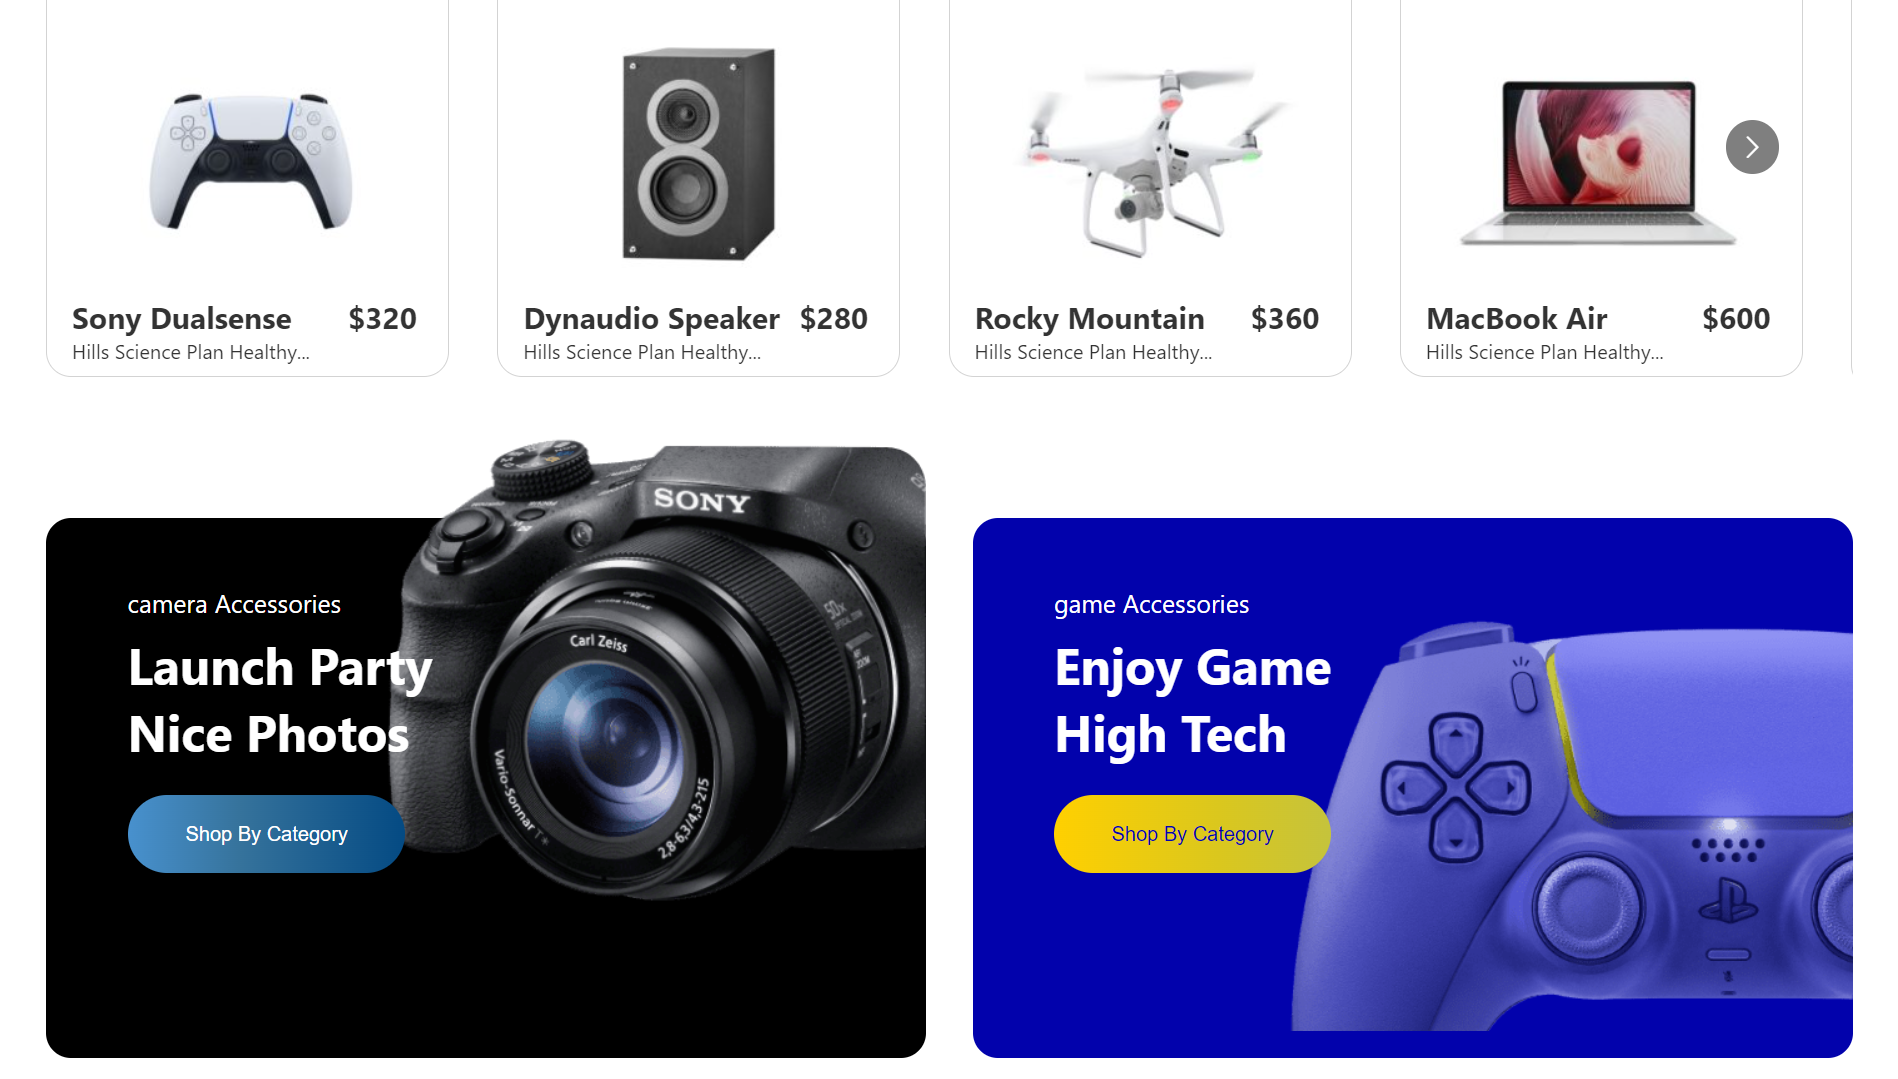 Sony Dualsense $320
Hills Science Plan Healthy...
Dynaudio Speaker $280
Hills Science Plan Healthy...
Rocky Mountain $360
Hills Science Plan Healthy...
MacBook Air $600
Hills Science Plan Healthy...
camera Accessories
Launch Party
Nice Photos
Shop By Category
SONY
50x
Carl Zeiss
Vario-Sonnar T*
2,8-6,3/4,3-215
game Accessories
Enjoy Game
High Tech
Shop By Category